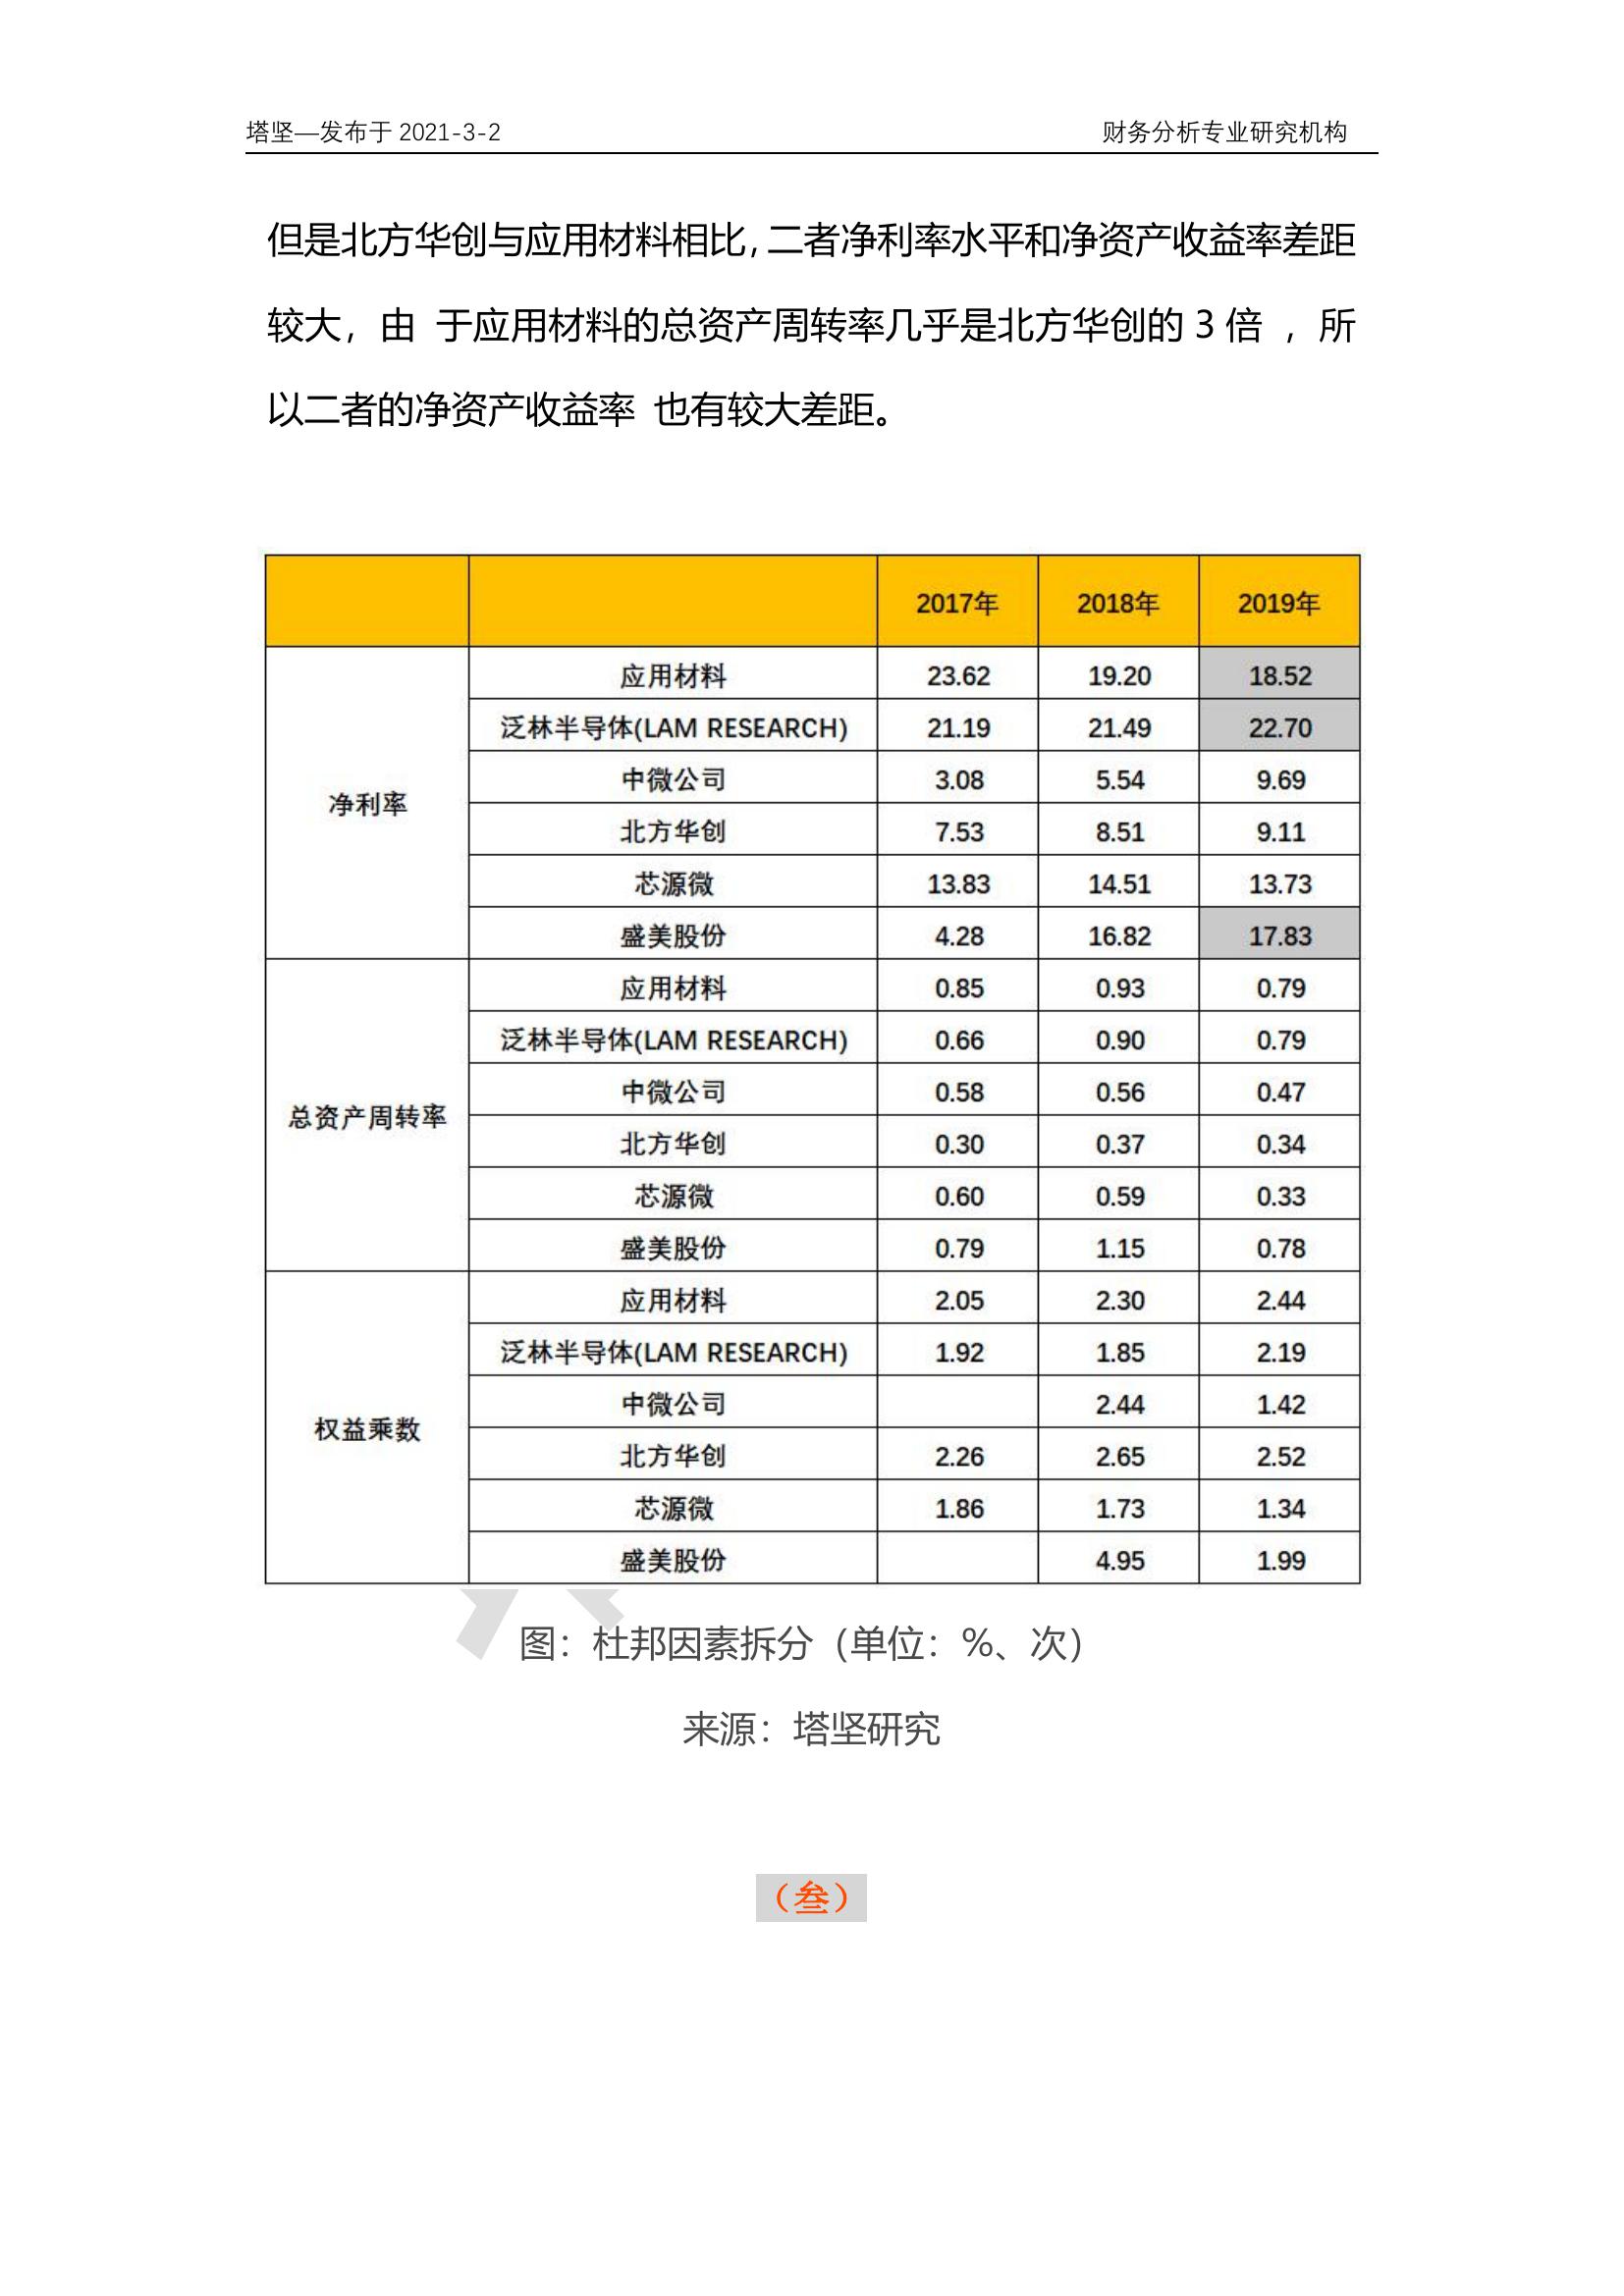 塔坚—发布于 2021-3-2 财务分析专业研究机构
但是北方华创与应用材料相比，二者净利率水平和净资产收益率差距
较大，由 于应用材料的总资产周转率几乎是北方华创的 3 倍 ，所
以二者的净资产收益率 也有较大差距。
2017年 2018年 2019年
净利率
应用材料 23.62 19.20 18.52
泛林半导体(LAM RESEARCH) 21.19 21.49 22.70
中微公司 3.08 5.54 9.69
北方华创 7.53 8.51 9.11
芯源微 13.83 14.51 13.73
盛美股份 4.28 16.82 17.83
总资产周转率
应用材料 0.85 0.93 0.79
泛林半导体(LAM RESEARCH) 0.66 0.90 0.79
中微公司 0.58 0.56 0.47
北方华创 0.30 0.37 0.34
芯源微 0.60 0.59 0.33
盛美股份 0.79 1.15 0.78
权益乘数
应用材料 2.05 2.30 2.44
泛林半导体(LAM RESEARCH) 1.92 1.85 2.19
中微公司 2.44 1.42
北方华创 2.26 2.65 2.52
芯源微 1.86 1.73 1.34
盛美股份 4.95 1.99
图：杜邦因素拆分（单位：%、次）
来源：塔坚研究
（叁）